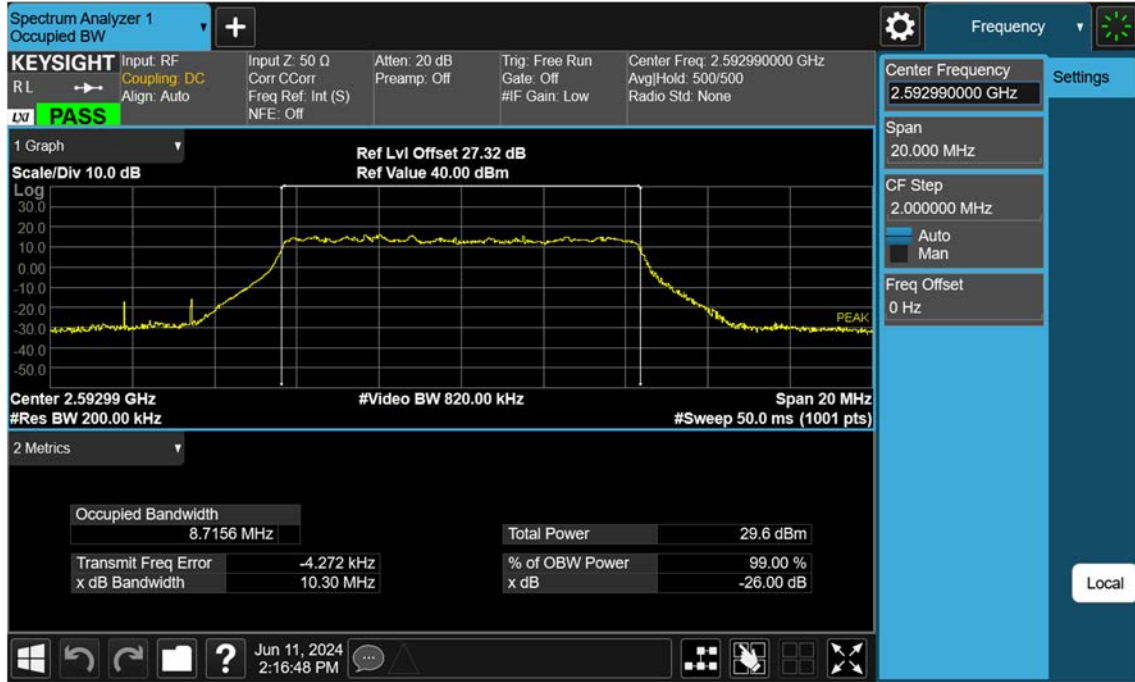 Spectrum Analyzer 1
Occupied BW
Frequency
KEYSIGHT
R L
LXI
PASS
Input: RF
Coupling: DC
Align: Auto
Input Z: 50 Ω
Corr CCorr
Freq Ref: Int (S)
NFE: Off
Atten: 20 dB
Preamp: Off
Trig: Free Run
Gate: Off
#IF Gain: Low
Center Freq: 2.592990000 GHz
Avg|Hold: 500/500
Radio Std: None
1 Graph
Scale/Div 10.0 dB
Ref Lvl Offset 27.32 dB
Ref Value 40.00 dBm
Log
30.0
20.0
10.0
0.00
-10.0
-20.0
-30.0
-40.0
-50.0
PEAK
Center 2.59299 GHz
#Video BW 820.00 kHz
Span 20 MHz
#Res BW 200.00 kHz
#Sweep 50.0 ms (1001 pts)
2 Metrics
Occupied Bandwidth
8.7156 MHz
Total Power 29.6 dBm
Transmit Freq Error -4.272 kHz
% of OBW Power 99.00 %
x dB Bandwidth 10.30 MHz
x dB -26.00 dB
Center Frequency
2.592990000 GHz
Settings
Span
20.000 MHz
CF Step
2.000000 MHz
Auto
Man
Freq Offset
0 Hz
Local
?
Jun 11, 2024
2:16:48 PM